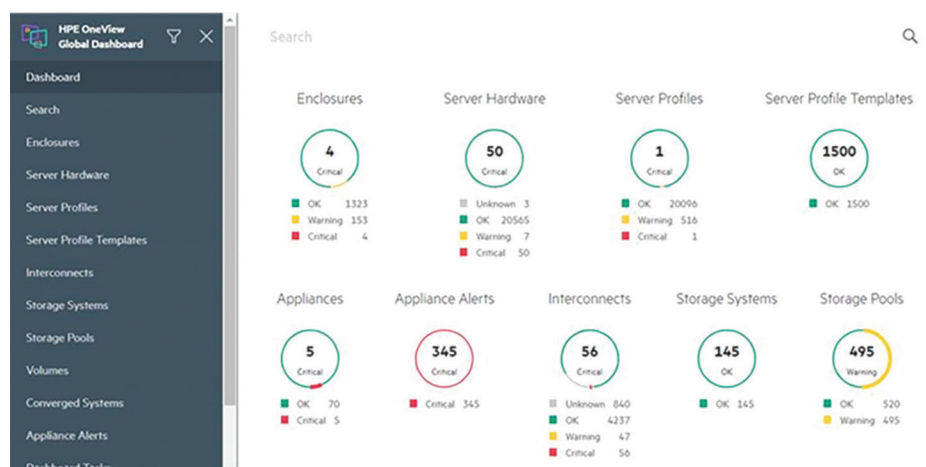 HPE OneView
Global Dashboard
Dashboard
Search
Enclosures
Server Hardware
Server Profiles
Server Profile Templates
Interconnects
Storage Systems
Storage Pools
Volumes
Converged Systems
Appliance Alerts
Dashboard Tasks
Search
Enclosures
4
Critical
OK 1323
Warning 153
Critical 4
Server Hardware
50
Critical
Unknown 3
OK 20565
Warning 7
Critical 50
Server Profiles
1
Critical
OK 20096
Warning 516
Critical 1
Server Profile Templates
1500
OK
OK 1500
Appliances
5
Critical
OK 70
Critical 5
Appliance Alerts
345
Critical
Critical 345
Interconnects
56
Critical
Unknown 840
OK 4237
Warning 47
Critical 56
Storage Systems
145
OK
OK 145
Storage Pools
495
Warning
OK 520
Warning 495